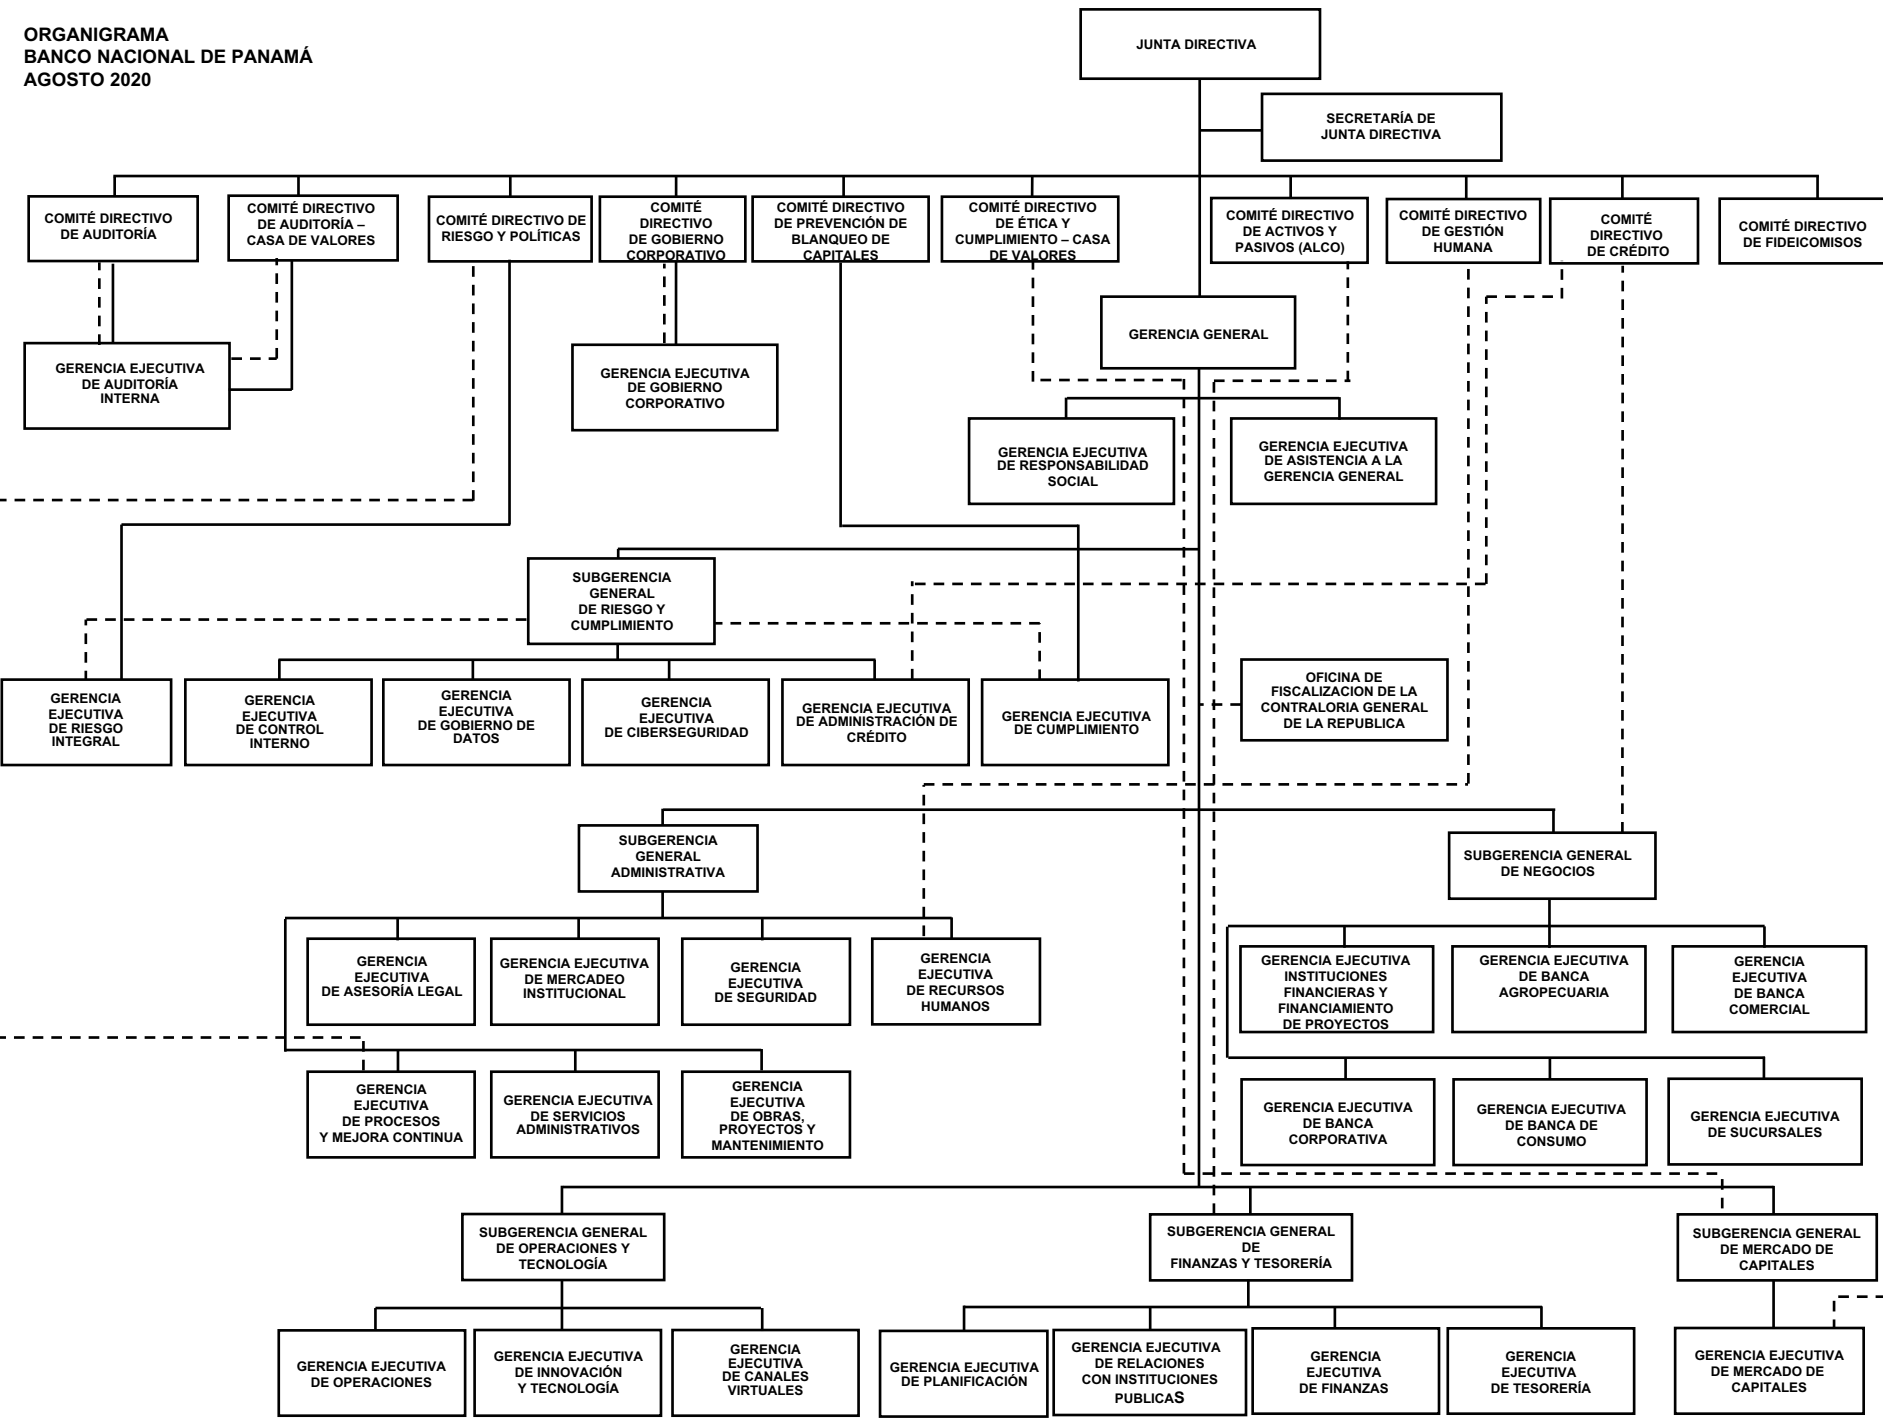 ORGANIGRAMA
BANCO NACIONAL DE PANAMÁ
AGOSTO 2020
JUNTA DIRECTIVA
SECRETARÍA DE
JUNTA DIRECTIVA
COMITÉ DIRECTIVO
DE AUDITORÍA
COMITÉ DIRECTIVO
DE AUDITORÍA –
CASA DE VALORES
COMITÉ DIRECTIVO DE
RIESGO Y POLÍTICAS
COMITÉ
DIRECTIVO
DE GOBIERNO
CORPORATIVO
COMITÉ DIRECTIVO
DE PREVENCIÓN DE
BLANQUEO DE
CAPITALES
COMITÉ DIRECTIVO
DE ÉTICA Y
CUMPLIMIENTO – CASA
DE VALORES
COMITÉ DIRECTIVO
DE ACTIVOS Y
PASIVOS (ALCO)
COMITÉ DIRECTIVO
DE GESTIÓN
HUMANA
COMITÉ
DIRECTIVO
DE CRÉDITO
COMITÉ DIRECTIVO
DE FIDEICOMISOS
GERENCIA GENERAL
GERENCIA EJECUTIVA
DE AUDITORÍA
INTERNA
GERENCIA EJECUTIVA
DE GOBIERNO
CORPORATIVO
GERENCIA EJECUTIVA
DE RESPONSABILIDAD
SOCIAL
GERENCIA EJECUTIVA
DE ASISTENCIA A LA
GERENCIA GENERAL
SUBGERENCIA
GENERAL
DE RIESGO Y
CUMPLIMIENTO
GERENCIA
EJECUTIVA
DE RIESGO
INTEGRAL
GERENCIA
EJECUTIVA
DE CONTROL
INTERNO
GERENCIA
EJECUTIVA
DE GOBIERNO DE
DATOS
GERENCIA
EJECUTIVA
DE CIBERSEGURIDAD
GERENCIA EJECUTIVA
DE ADMINISTRACIÓN DE
CRÉDITO
GERENCIA EJECUTIVA
DE CUMPLIMIENTO
OFICINA DE
FISCALIZACION DE LA
CONTRALORIA GENERAL
DE LA REPUBLICA
SUBGERENCIA
GENERAL
ADMINISTRATIVA
SUBGERENCIA GENERAL
DE NEGOCIOS
GERENCIA
EJECUTIVA
DE ASESORÍA LEGAL
GERENCIA EJECUTIVA
DE MERCADEO
INSTITUCIONAL
GERENCIA
EJECUTIVA
DE SEGURIDAD
GERENCIA
EJECUTIVA
DE RECURSOS
HUMANOS
GERENCIA EJECUTIVA
INSTITUCIONES
FINANCIERAS Y
FINANCIAMIENTO
DE PROYECTOS
GERENCIA EJECUTIVA
DE BANCA
AGROPECUARIA
GERENCIA
EJECUTIVA
DE BANCA
COMERCIAL
GERENCIA
EJECUTIVA
DE PROCESOS
Y MEJORA CONTINUA
GERENCIA EJECUTIVA
DE SERVICIOS
ADMINISTRATIVOS
GERENCIA
EJECUTIVA
DE OBRAS,
PROYECTOS Y
MANTENIMIENTO
GERENCIA EJECUTIVA
DE BANCA
CORPORATIVA
GERENCIA EJECUTIVA
DE BANCA DE
CONSUMO
GERENCIA EJECUTIVA
DE SUCURSALES
SUBGERENCIA GENERAL
DE OPERACIONES Y
TECNOLOGÍA
SUBGERENCIA GENERAL
DE
FINANZAS Y TESORERÍA
SUBGERENCIA GENERAL
DE MERCADO DE
CAPITALES
GERENCIA EJECUTIVA
DE OPERACIONES
GERENCIA EJECUTIVA
DE INNOVACIÓN
Y TECNOLOGÍA
GERENCIA
EJECUTIVA
DE CANALES
VIRTUALES
GERENCIA EJECUTIVA
DE PLANIFICACIÓN
GERENCIA EJECUTIVA
DE RELACIONES
CON INSTITUCIONES
PUBLICAS
GERENCIA
EJECUTIVA
DE FINANZAS
GERENCIA
EJECUTIVA
DE TESORERÍA
GERENCIA EJECUTIVA
DE MERCADO DE
CAPITALES